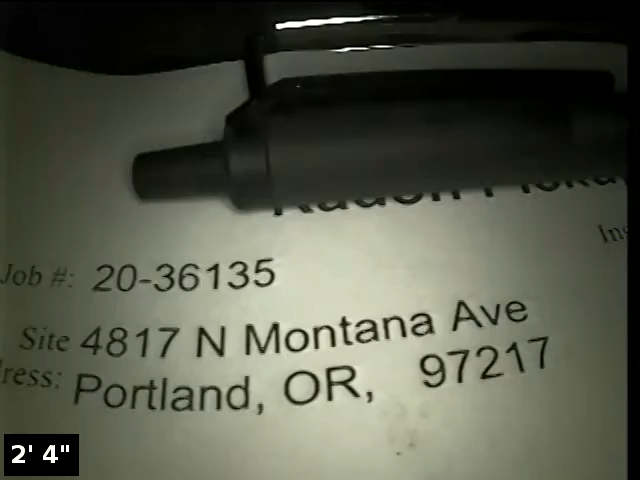 Job #: 20-36135
Site 4817 N Montana Ave
Portland, OR, 97217
2' 4"